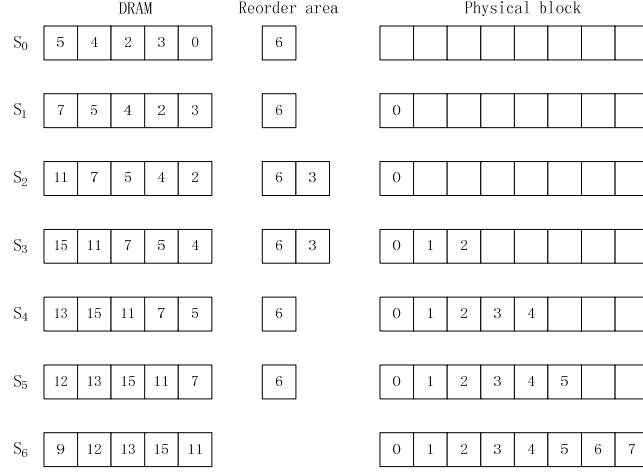 DRAM Reorder area Physical block
S0 5 4 2 3 0 6
S1 7 5 4 2 3 6 0
S2 11 7 5 4 2 6 3 0
S3 15 11 7 5 4 6 3 0 1 2
S4 13 15 11 7 5 6 0 1 2 3 4
S5 12 13 15 11 7 6 0 1 2 3 4 5
S6 9 12 13 15 11 0 1 2 3 4 5 6 7